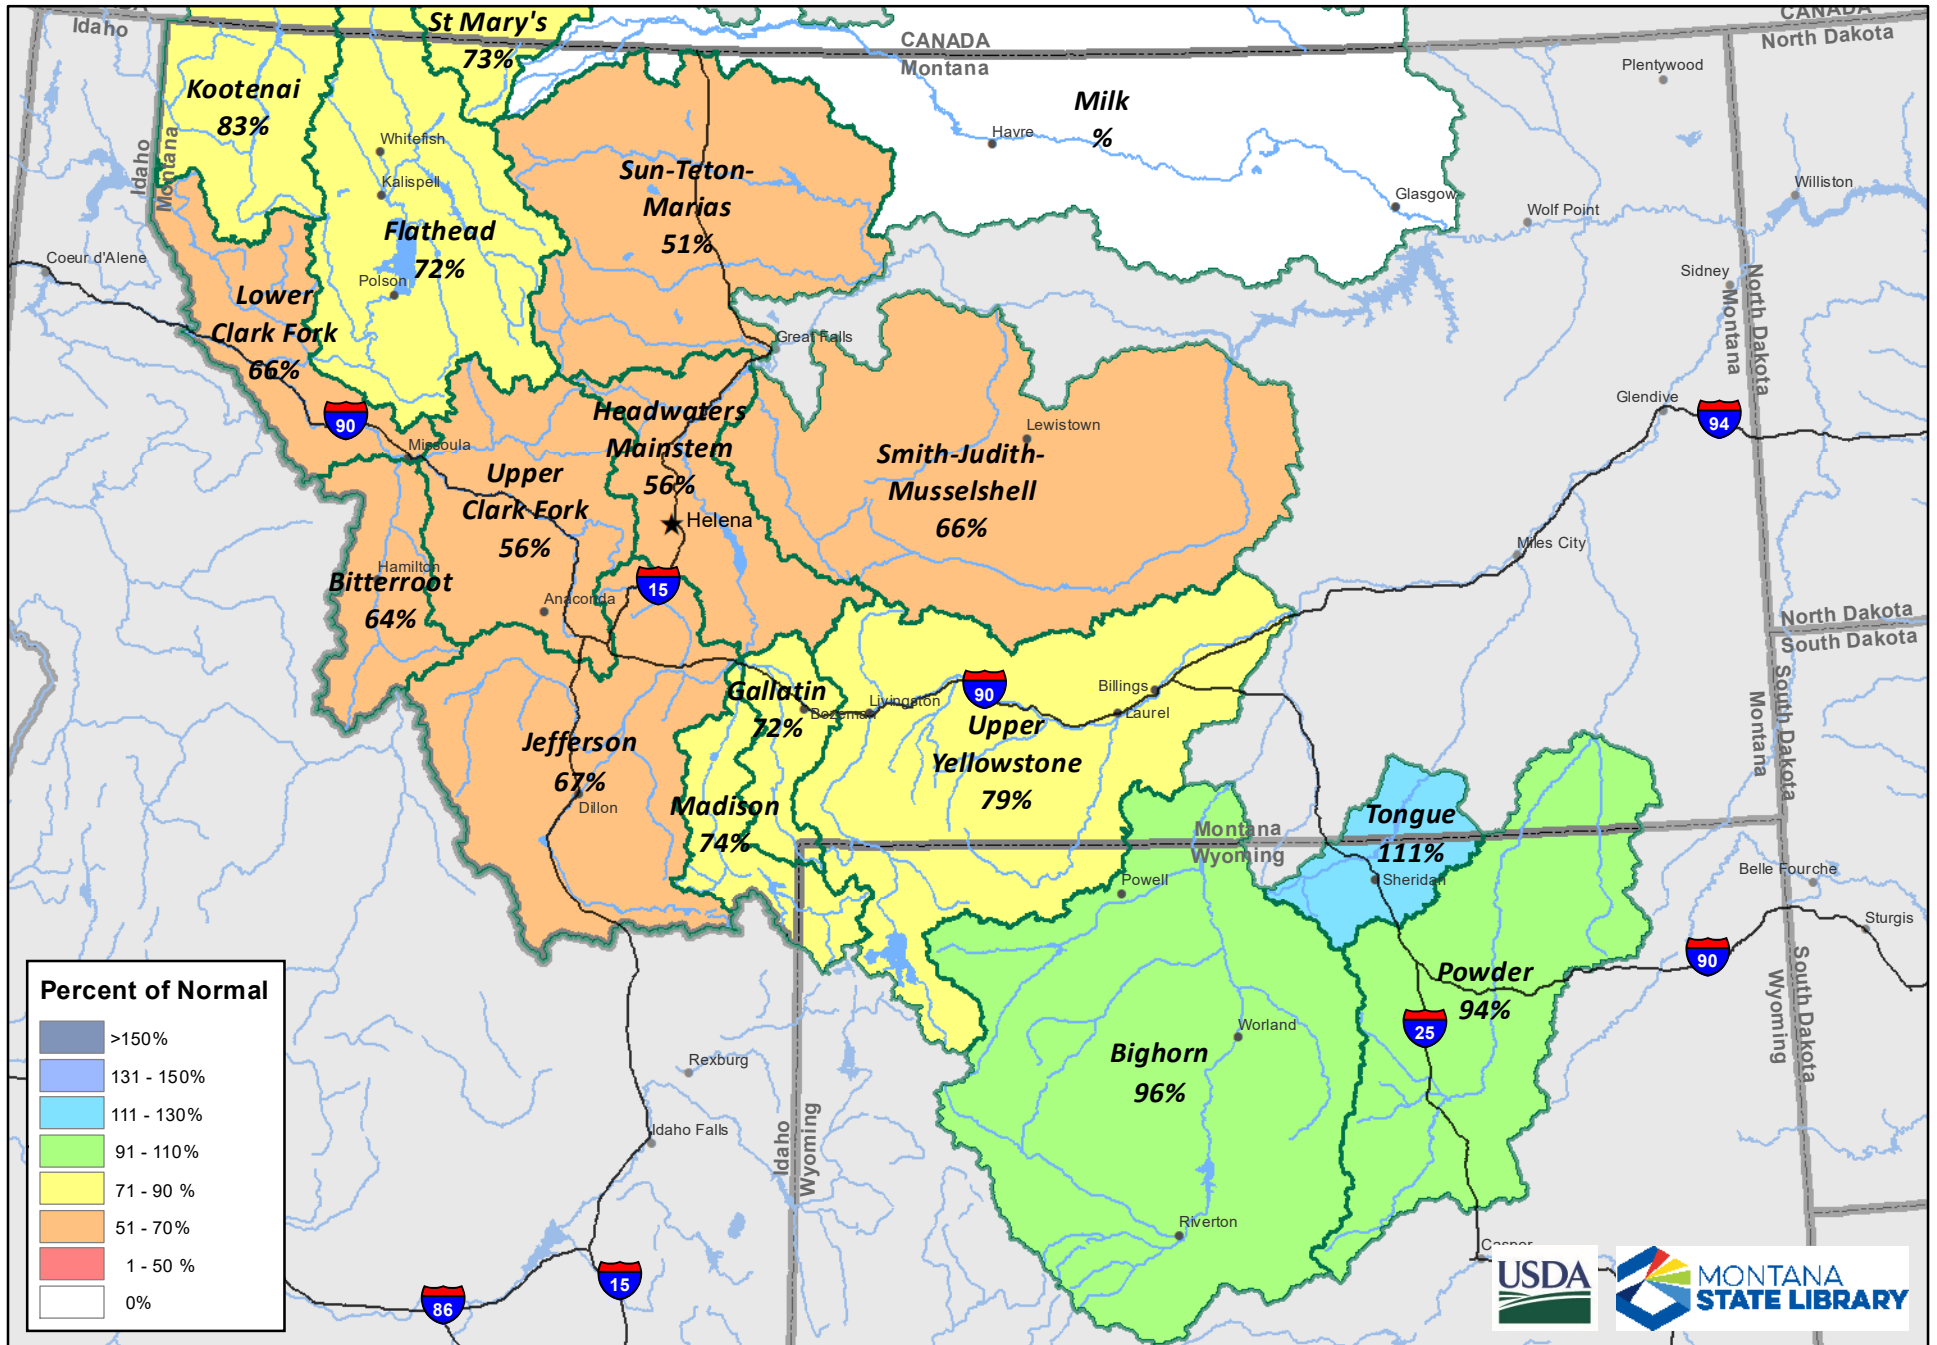 CANADA
Idaho
St Mary's
73%
CANADA
Montana
CANADA
North Dakota
Plentywood
Kootenai
83%
Milk
%
Havre
Whitefish
Kalispell
Idaho
Montana
Sun-Teton-
Marias
51%
Glasgow
Wolf Point
Williston
Flathead
72%
Coeur d'Alene
Polson
Sidney
North Dakota
Montana
Lower
Clark Fork
66%
Great Falls
Glendive
94
90
Missoula
Headwaters
Mainstem
56%
Lewistown
Smith-Judith-
Musselshell
66%
Upper
Clark Fork
56%
Helena
Miles City
Hamilton
Bitterroot
64%
15
Anaconda
North Dakota
South Dakota
Gallatin
72%
Bozeman
Livingston
90
Billings
Laurel
South Dakota
Montana
Upper
Yellowstone
79%
Jefferson
67%
Dillon
Madison
74%
Montana
Wyoming
Tongue
111%
Sheridan
Powell
Belle Fourche
Sturgis
90
South Dakota
Wyoming
Powder
94%
25
Worland
Bighorn
96%
Rexburg
Idaho Falls
Idaho
Wyoming
Riverton
Casper
15
86
Percent of Normal
>150%
131 - 150%
111 - 130%
91 - 110%
71 - 90 %
51 - 70%
1 - 50 %
0%
USDA
MONTANA
STATE LIBRARY